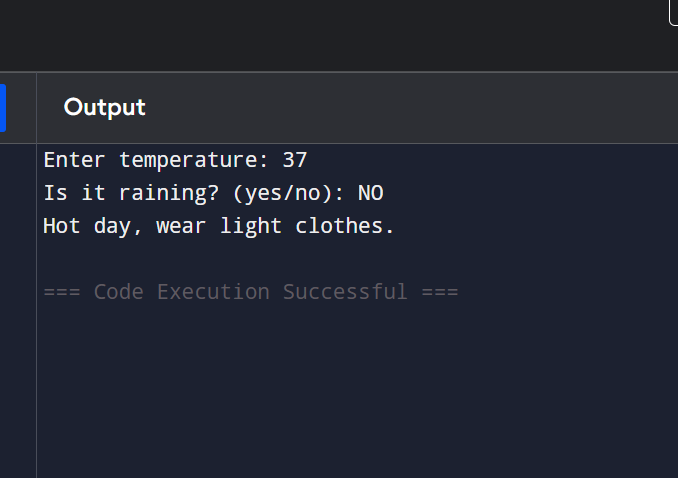 Output
Enter temperature: 37
Is it raining? (yes/no): NO
Hot day, wear light clothes.
=== Code Execution Successful ===